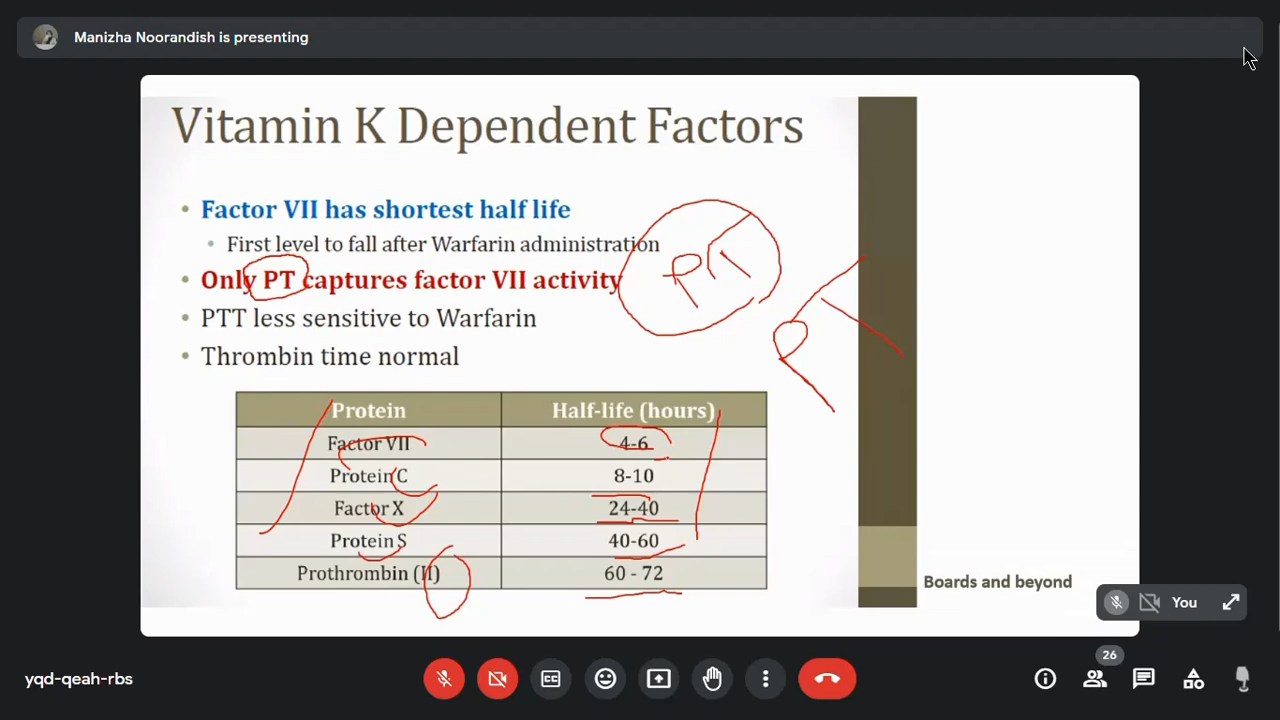 Manizha Noorandish is presenting
Vitamin K Dependent Factors
• Factor VII has shortest half life
• First level to fall after Warfarin administration
• Only PT captures factor VII activity
PT
PT
• PTT less sensitive to Warfarin
• Thrombin time normal
Protein Half-life (hours)
Factor VII 4-6
Protein C 8-10
Factor X 24-40
Protein S 40-60
Prothrombin (II) 60 - 72
Boards and beyond
You
26
yqd-qeah-rbs
CC